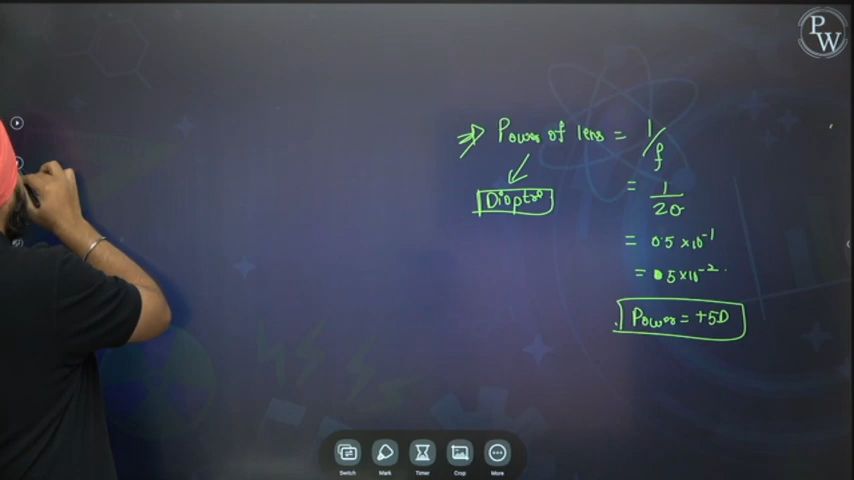 PW
⇒ Power of lens = 1/f
Dioptre
= 1/20
= 0.5 × 10⁻¹
= 5 × 10⁻²
Power = +5D
Switch
Mark
Timer
Crop
More